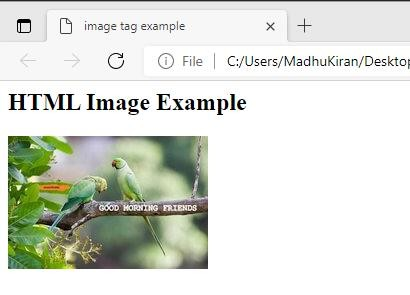 image tag example
File
C:/Users/MadhuKiran/Desktop
HTML Image Example
GOOD MORNING FRIENDS